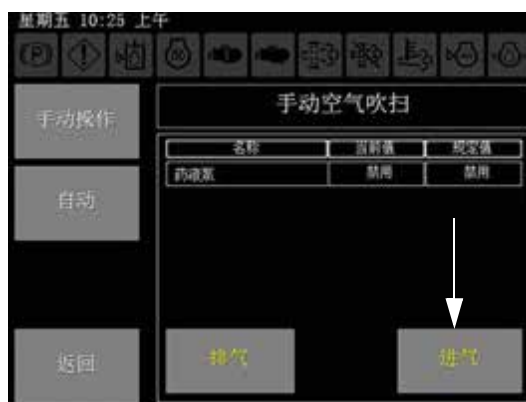 星期五 10:25 上午
手动操作
自动
返回
手动空气吹扫
名称 当前值 规定值
药液泵 禁用 禁用
排气
进气